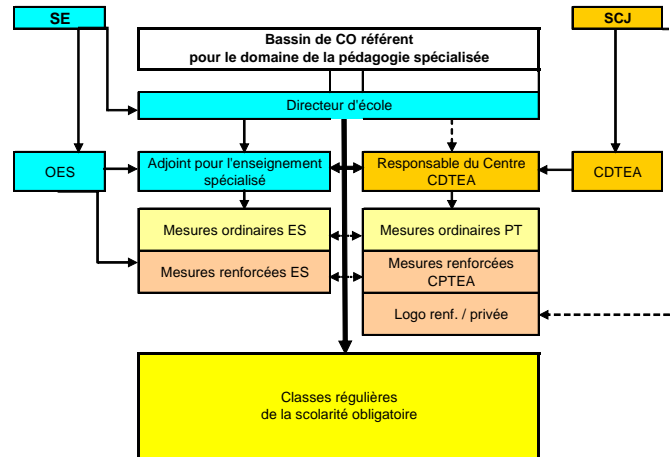 SE
SCJ
Bassin de CO référent
pour le domaine de la pédagogie spécialisée
Directeur d'école
OES
Adjoint pour l'enseignement
spécialisé
Responsable du Centre
CDTEA
CDTEA
Mesures ordinaires ES
Mesures ordinaires PT
Mesures renforcées ES
Mesures renforcées
CPTEA
Logo renf. / privée
Classes régulières
de la scolarité obligatoire